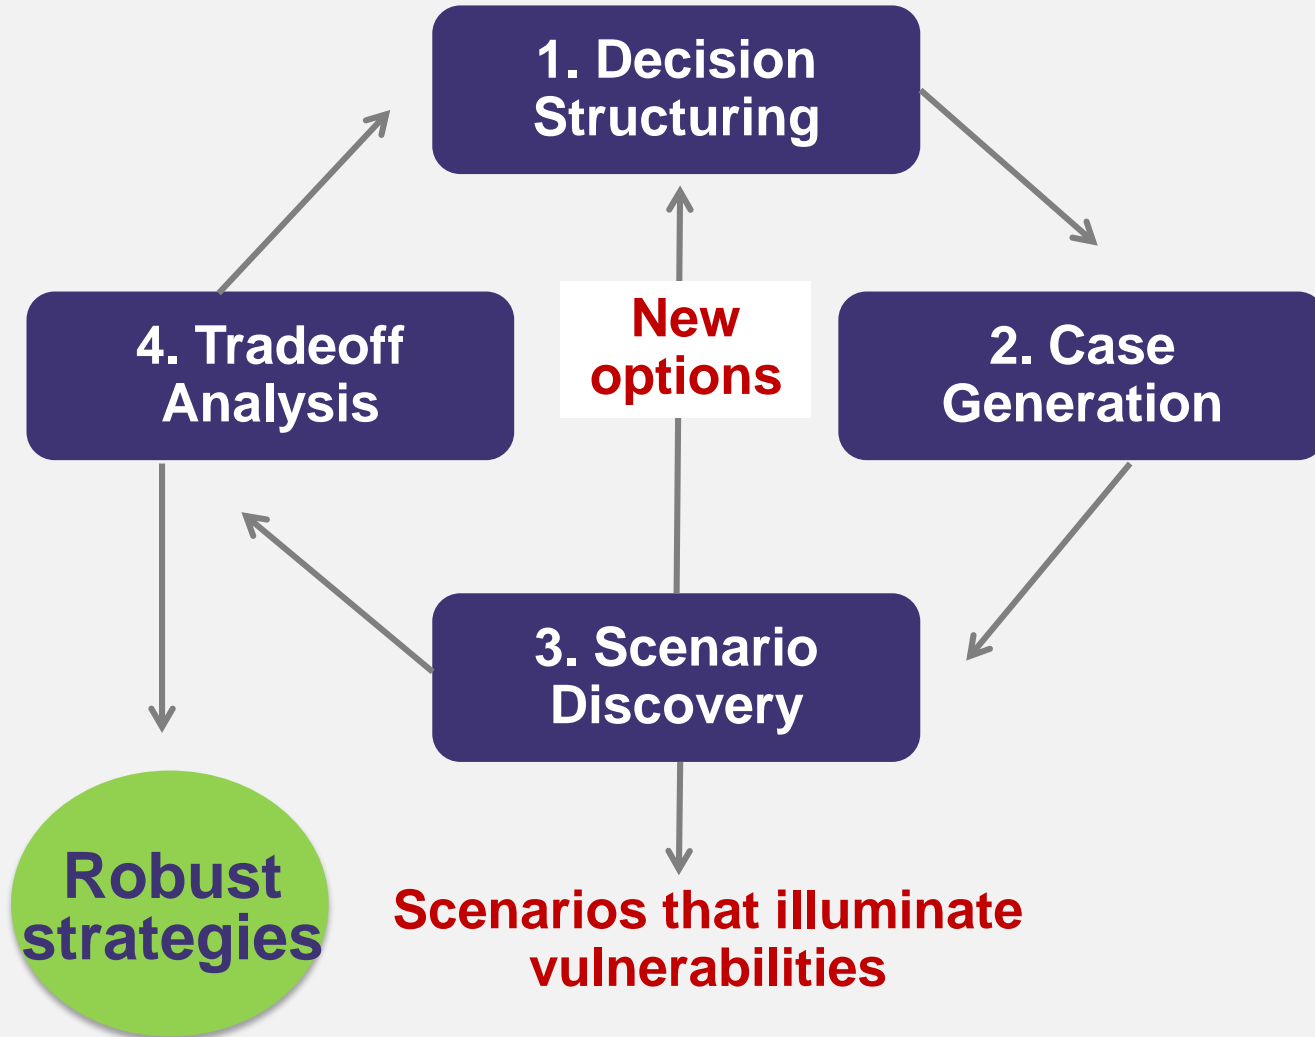 1. Decision
Structuring
4. Tradeoff
Analysis
New
options
2. Case
Generation
3. Scenario
Discovery
Robust
strategies
Scenarios that illuminate
vulnerabilities